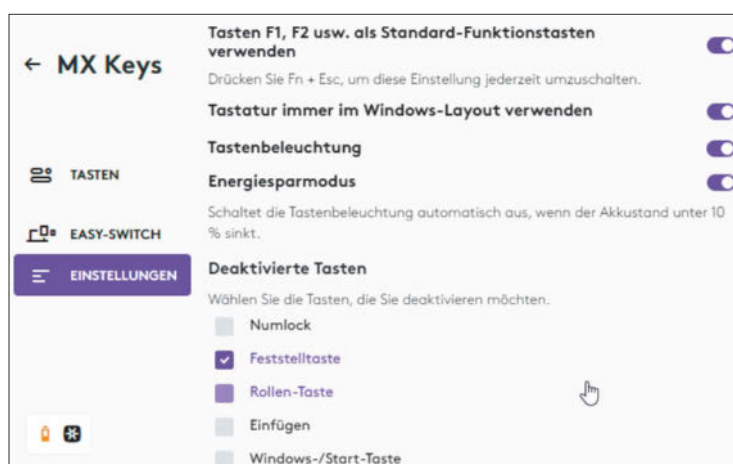 ← MX Keys
TASTEN
EASY-SWITCH
EINSTELLUNGEN
Tasten F1, F2 usw. als Standard-Funktionstasten
verwenden
Drücken Sie Fn + Esc, um diese Einstellung jederzeit umzuschalten.
Tastatur immer im Windows-Layout verwenden
Tastenbeleuchtung
Energiesparmodus
Schaltet die Tastenbeleuchtung automatisch aus, wenn der Akkustand unter 10
% sinkt.
Deaktivierte Tasten
Wählen Sie die Tasten, die Sie deaktivieren möchten.
Numlock
Feststelltaste
Rollen-Taste
Einfügen
Windows-/Start-Taste